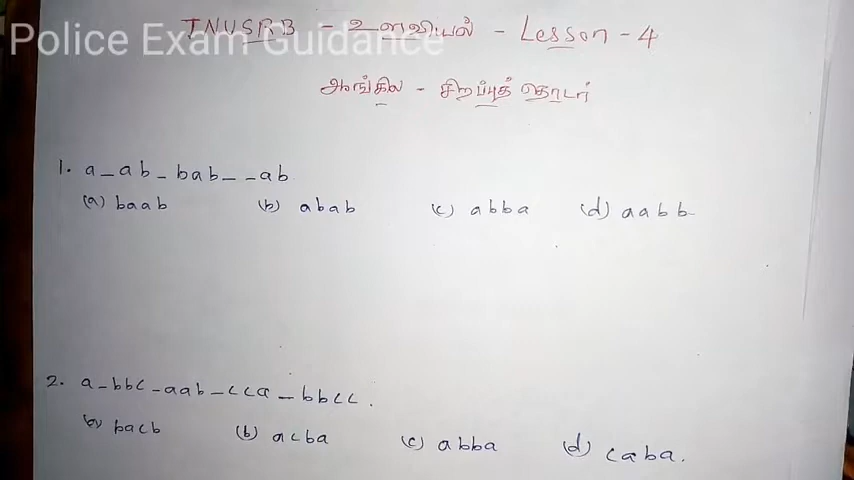 TNUSRB - உளவியல் - Lesson - 4
Police Exam Guidance
ஆங்கில - சிறப்புத் தொடர்
1. a_ab_bab__ab
(a) baab (b) abab (c) abba (d) aabb
2. a_bbc_aab_cca_bbcc.
(a) bacb (b) acba (c) abba (d) caba.